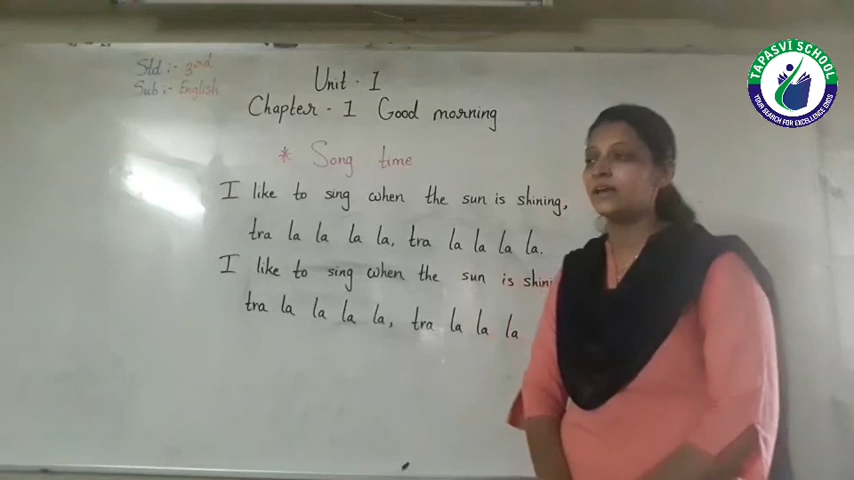 Std :- 3rd
Sub :- English
Unit - I
Chapter - 1 Good morning
* Song time
I like to sing when the sun is shining,
tra la la la la, tra la la la la.
I like to sing when the sun is shini
tra la la la la, tra la la la
TAPASVI SCHOOL
YOUR SEARCH FOR EXCELLENCE ENDS